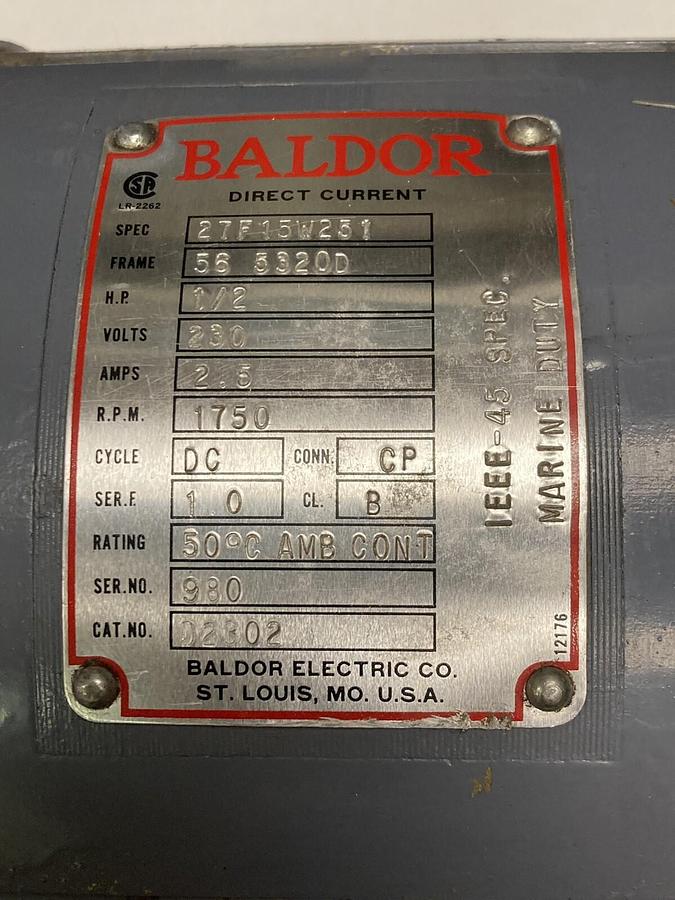 BALDOR
DIRECT CURRENT
SA
LR-2262
SPEC 27F15W251
FRAME 56 5320D
H.P. 1/2
VOLTS 230
AMPS 2.5
R.P.M. 1750
CYCLE DC CONN. CP
SER.F. 1.0 CL. B
RATING 50°C AMB CONT
SER.NO. 980
CAT.NO. D2302
BALDOR ELECTRIC CO.
ST. LOUIS, MO. U.S.A.
IEEE-45 SPEC.
MARINE DUTY
12176